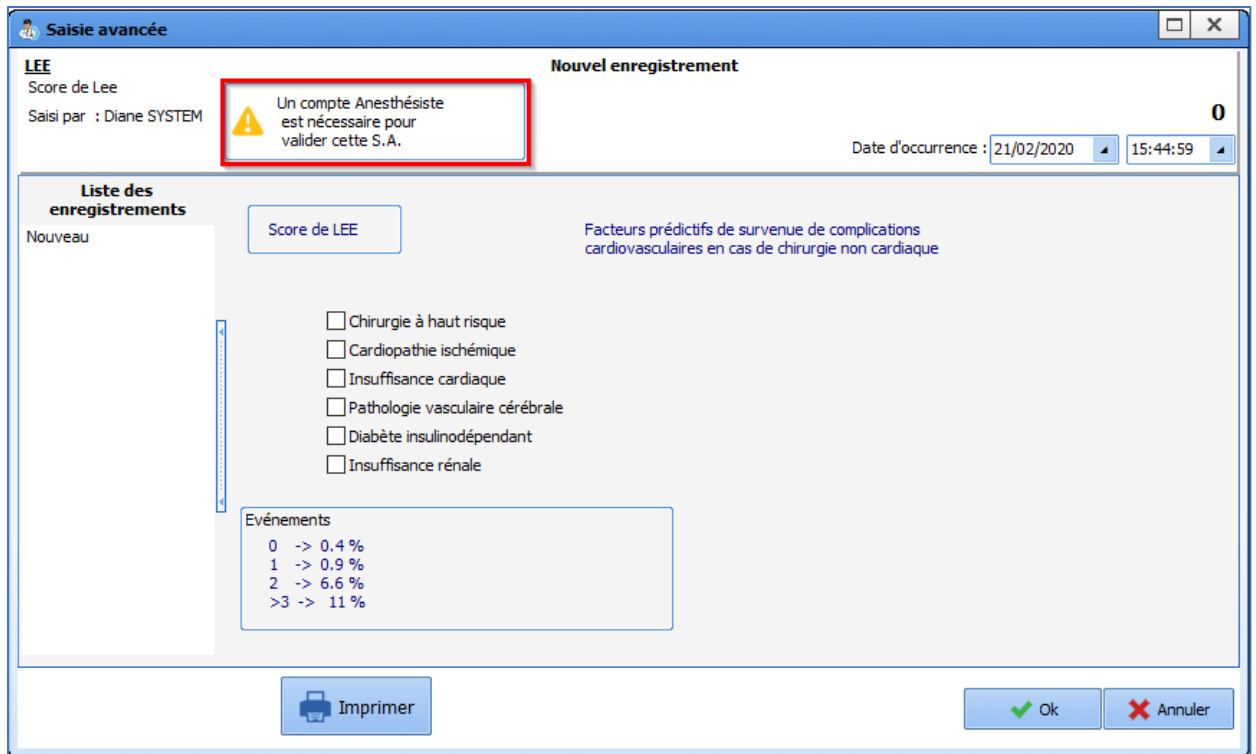 Saisie avancée
LEE
Score de Lee
Saisi par : Diane SYSTEM
Un compte Anesthésiste
est nécessaire pour
valider cette S.A.
Nouvel enregistrement
0
Date d'occurrence : 21/02/2020 15:44:59
Liste des
enregistrements
Nouveau
Score de LEE
Facteurs prédictifs de survenue de complications
cardiovasculaires en cas de chirurgie non cardiaque
Chirurgie à haut risque
Cardiopathie ischémique
Insuffisance cardiaque
Pathologie vasculaire cérébrale
Diabète insulinodépendant
Insuffisance rénale
Evénements
0 -> 0.4 %
1 -> 0.9 %
2 -> 6.6 %
>3 -> 11 %
Imprimer
Ok
Annuler